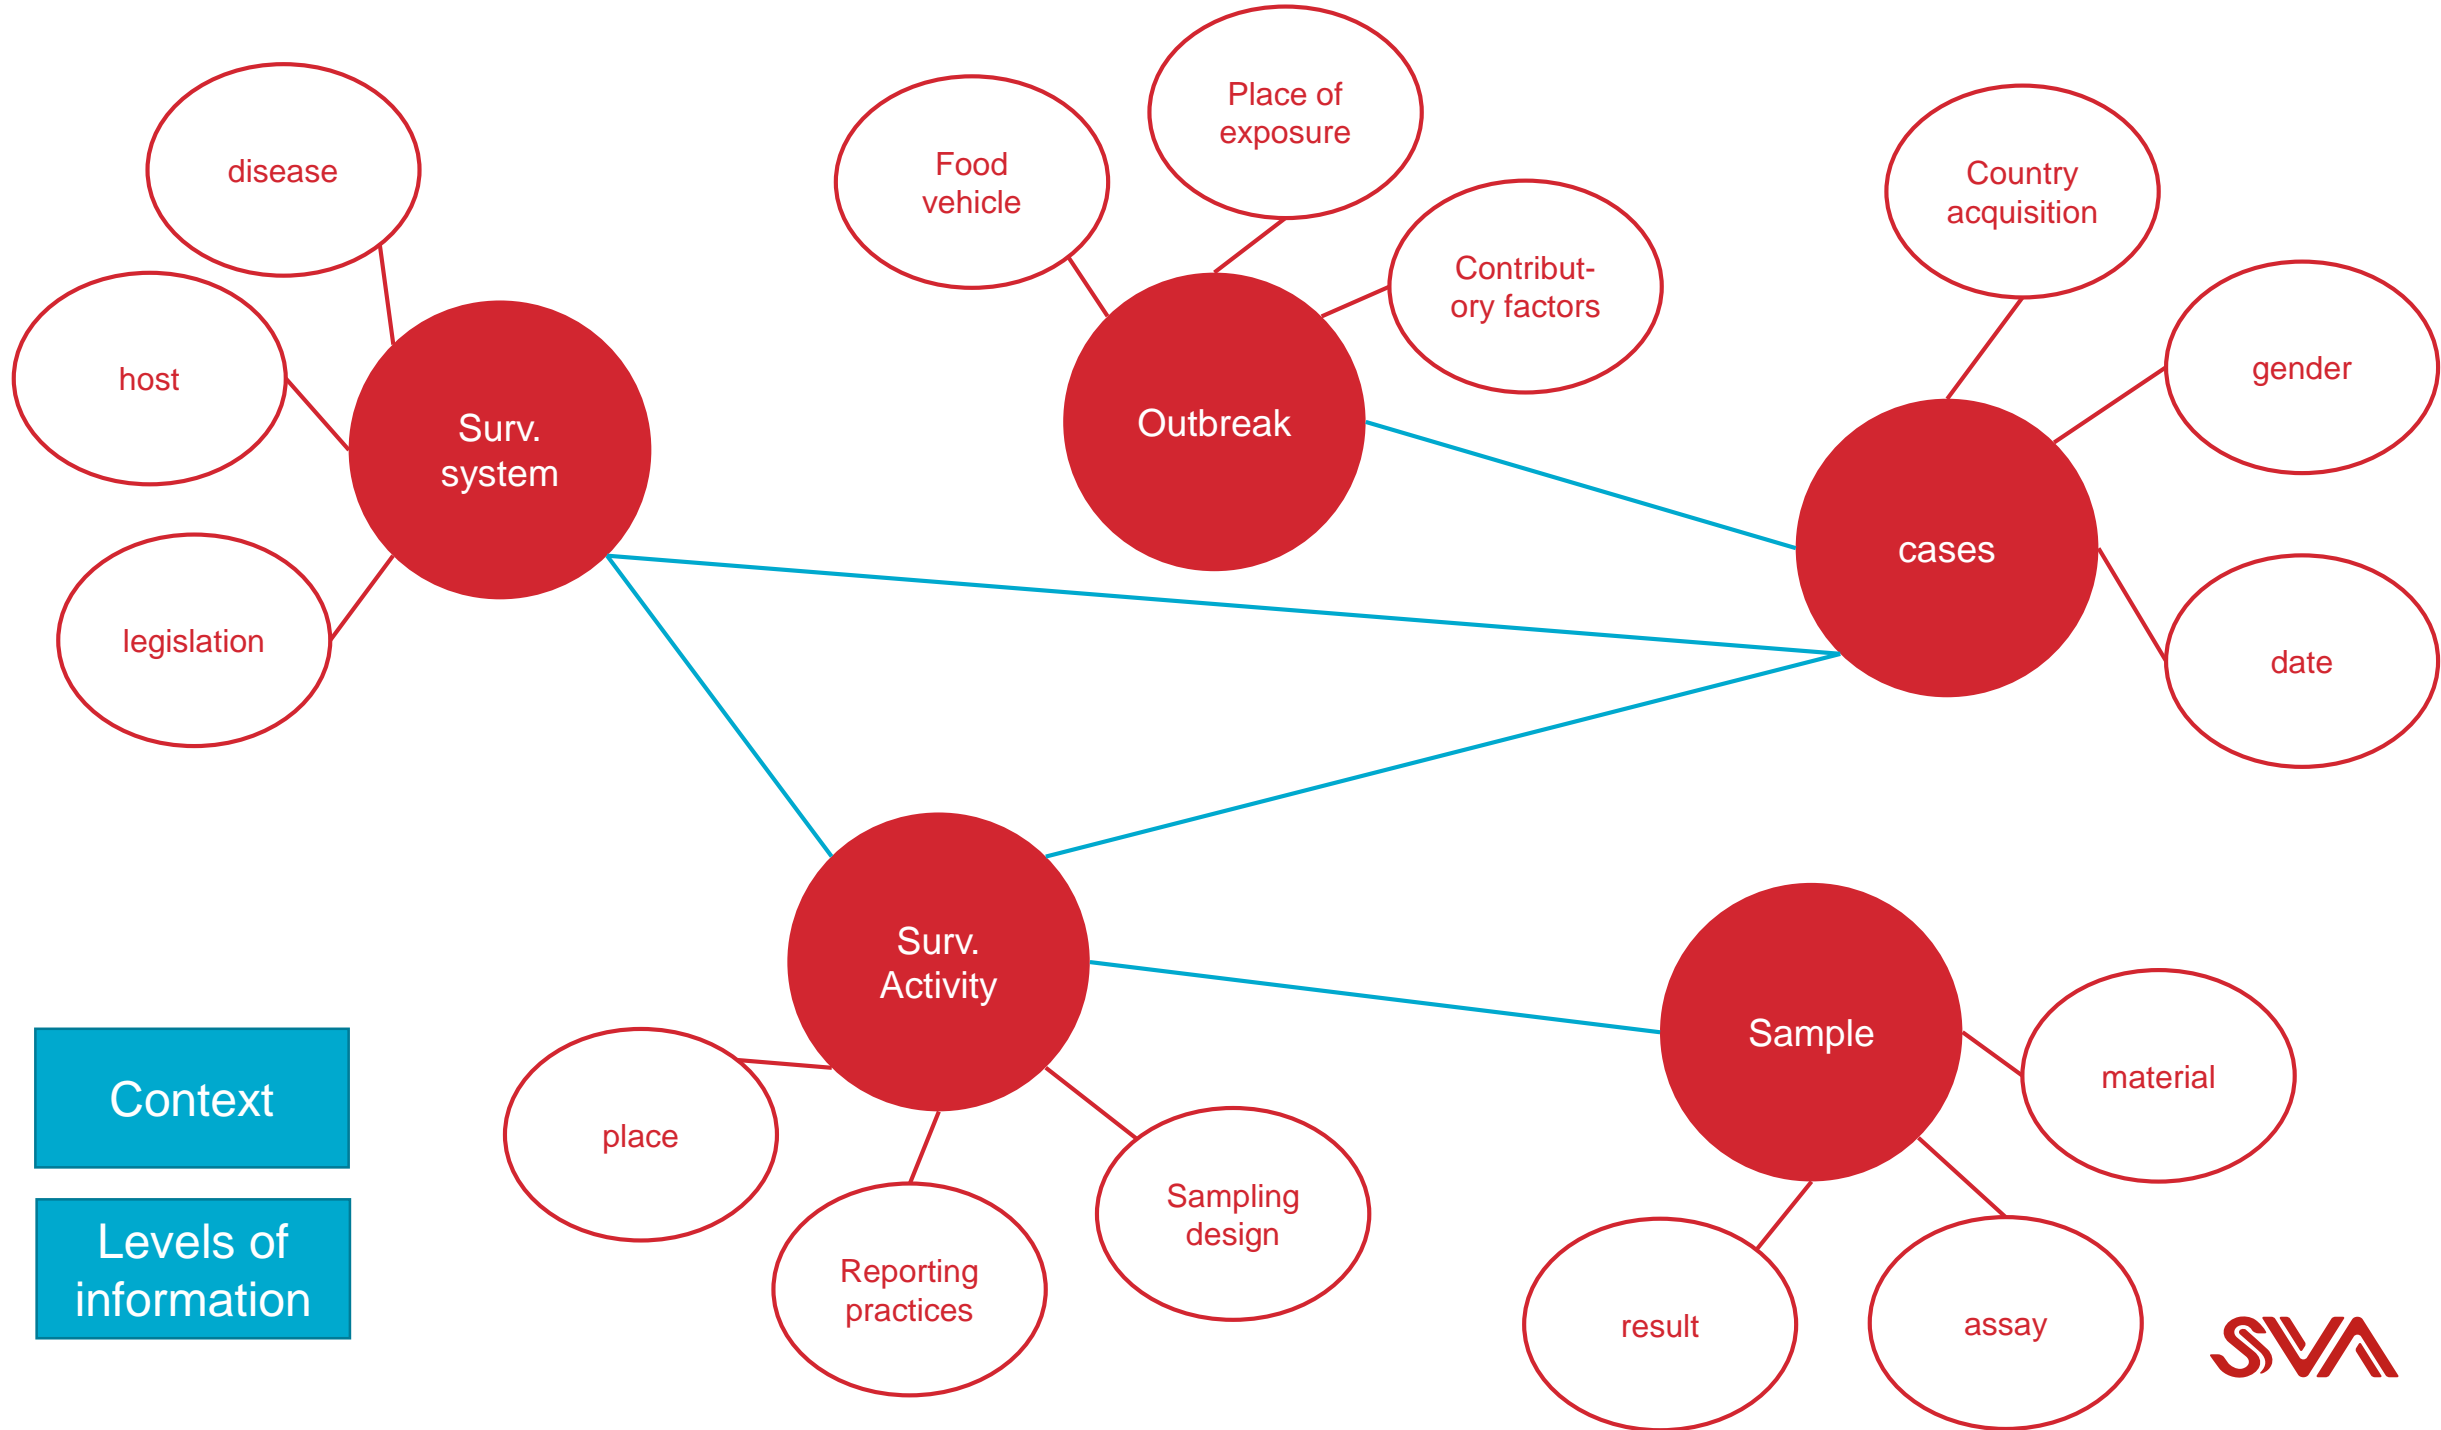 disease
host
legislation
Surv.
system
Food
vehicle
Place of
exposure
Contribut-
ory factors
Outbreak
Country
acquisition
gender
date
cases
Surv.
Activity
place
Reporting
practices
Sampling
design
Sample
material
assay
result
Context
Levels of
information
SVA